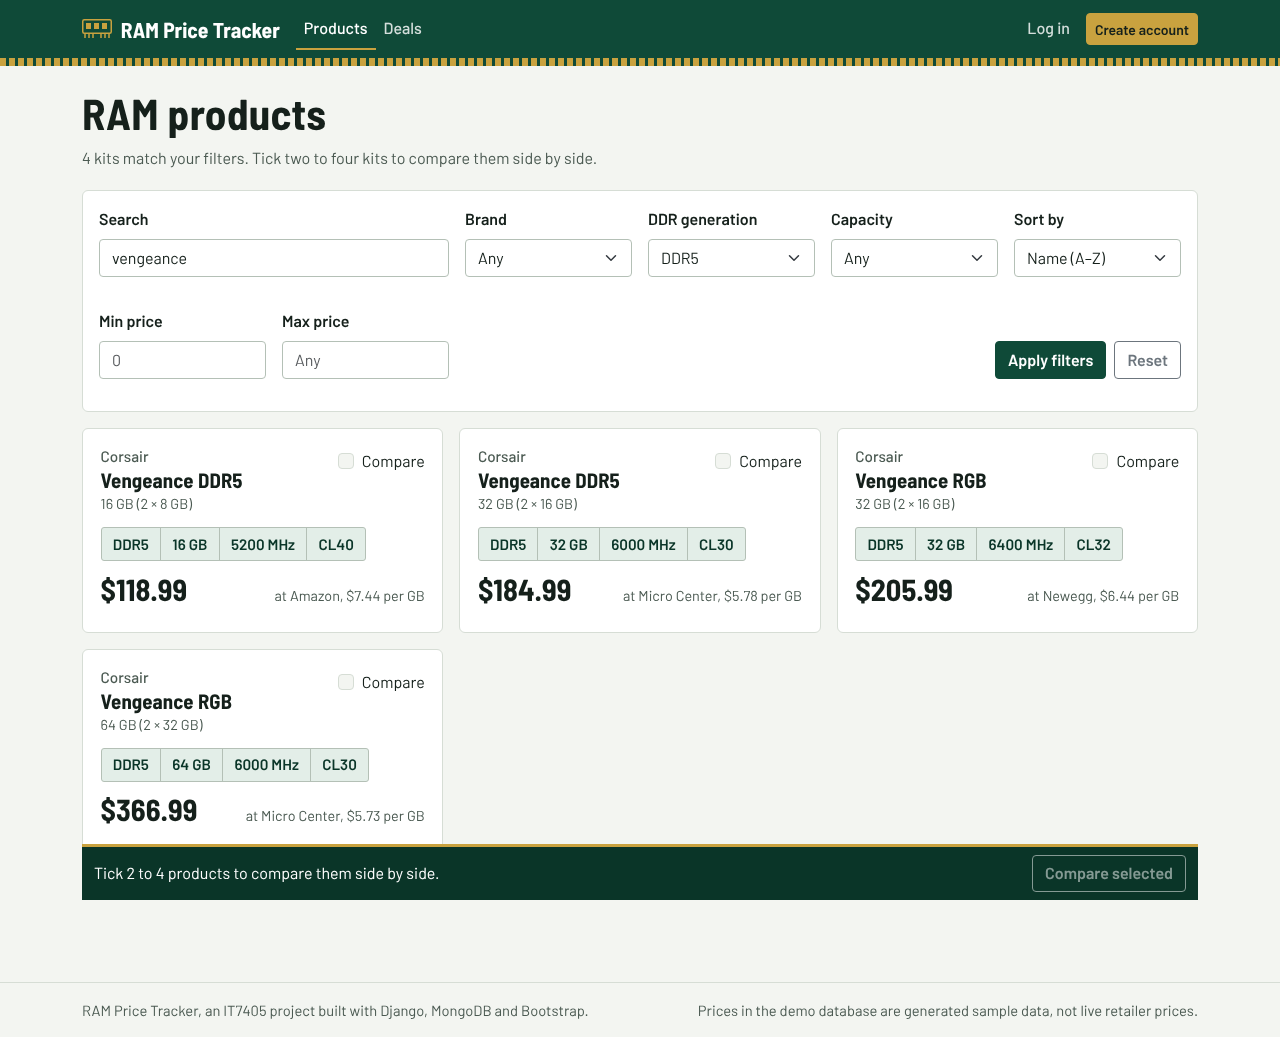 RAM Price Tracker
Products
Deals
Log in
Create account
RAM products
4 kits match your filters. Tick two to four kits to compare them side by side.
Search
Brand
DDR generation
Capacity
Sort by
vengeance
Any
DDR5
Any
Name (A–Z)
Min price
Max price
0
Any
Apply filters
Reset
Corsair
Compare
Vengeance DDR5
16 GB (2 × 8 GB)
DDR5 16 GB 5200 MHz CL40
$118.99
at Amazon, $7.44 per GB
Corsair
Compare
Vengeance DDR5
32 GB (2 × 16 GB)
DDR5 32 GB 6000 MHz CL30
$184.99
at Micro Center, $5.78 per GB
Corsair
Compare
Vengeance RGB
32 GB (2 × 16 GB)
DDR5 32 GB 6400 MHz CL32
$205.99
at Newegg, $6.44 per GB
Corsair
Compare
Vengeance RGB
64 GB (2 × 32 GB)
DDR5 64 GB 6000 MHz CL30
$366.99
at Micro Center, $5.73 per GB
Tick 2 to 4 products to compare them side by side.
Compare selected
RAM Price Tracker, an IT7405 project built with Django, MongoDB and Bootstrap.
Prices in the demo database are generated sample data, not live retailer prices.